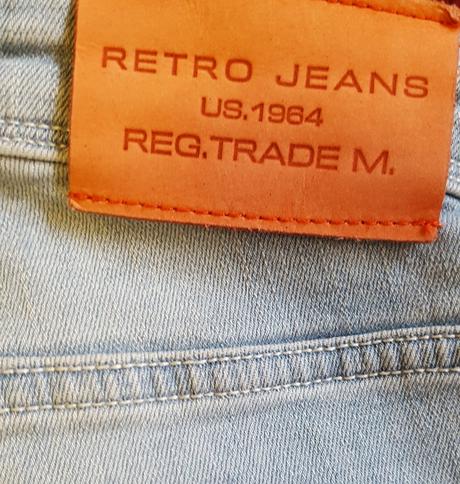 RETRO JEANS
US.1964
REG.TRADE M.